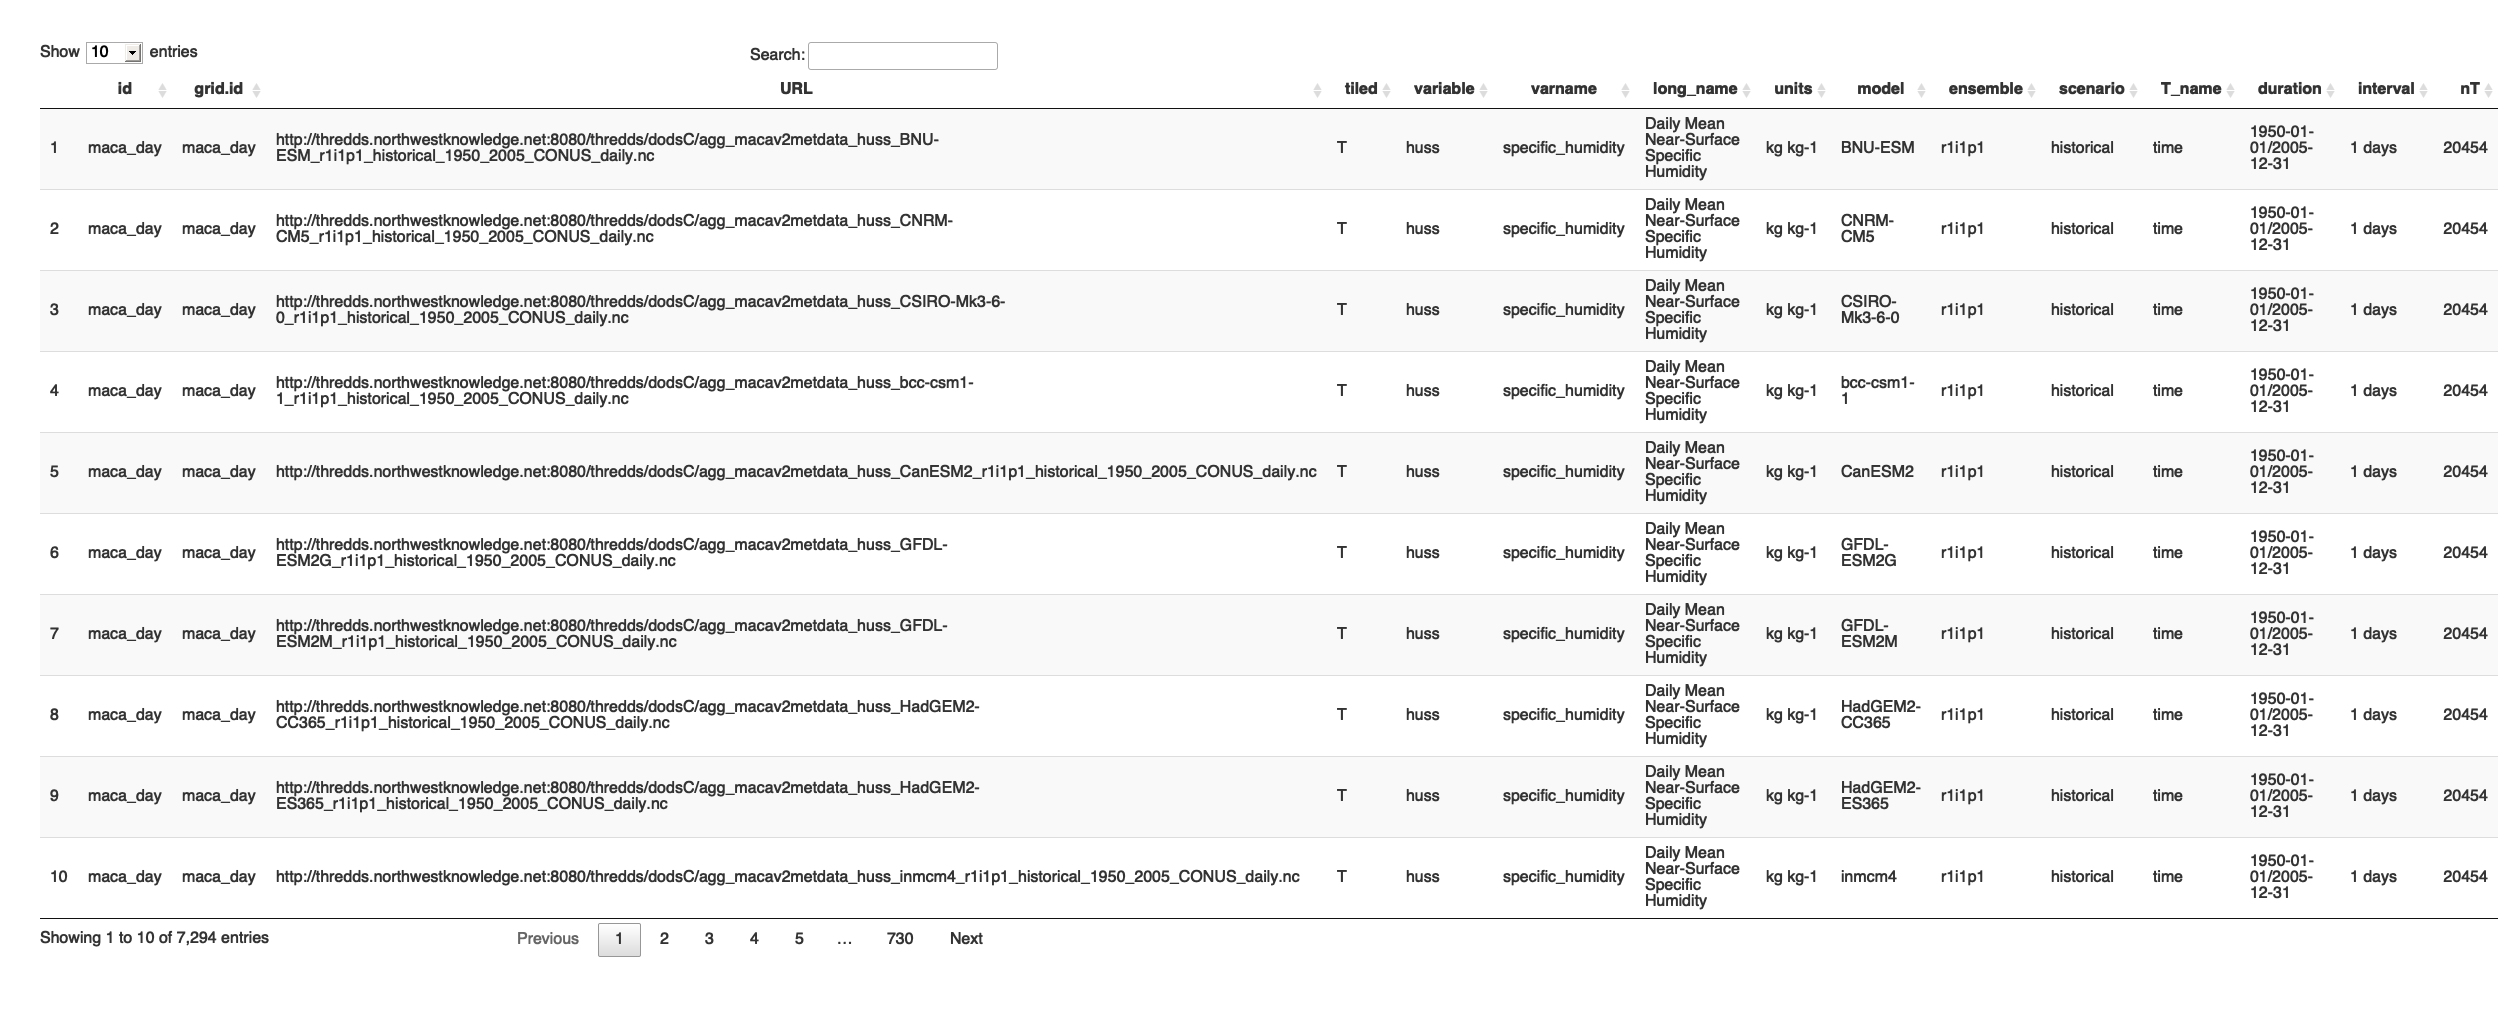 Show 10 entries Search:
id grid.id URL tiled variable varname long_name units model ensemble scenario T_name duration interval nT
1 maca_day maca_day http://thredds.northwestknowledge.net:8080/thredds/dodsC/agg_macav2metdata_huss_BNU-
ESM_r1i1p1_historical_1950_2005_CONUS_daily.nc T huss specific_humidity Daily Mean
Near-Surface
Specific
Humidity kg kg-1 BNU-ESM r1i1p1 historical time 1950-01-
01/2005-
12-31 1 days 20454
2 maca_day maca_day http://thredds.northwestknowledge.net:8080/thredds/dodsC/agg_macav2metdata_huss_CNRM-
CM5_r1i1p1_historical_1950_2005_CONUS_daily.nc T huss specific_humidity Daily Mean
Near-Surface
Specific
Humidity kg kg-1 CNRM-
CM5 r1i1p1 historical time 1950-01-
01/2005-
12-31 1 days 20454
3 maca_day maca_day http://thredds.northwestknowledge.net:8080/thredds/dodsC/agg_macav2metdata_huss_CSIRO-Mk3-6-
0_r1i1p1_historical_1950_2005_CONUS_daily.nc T huss specific_humidity Daily Mean
Near-Surface
Specific
Humidity kg kg-1 CSIRO-
Mk3-6-0 r1i1p1 historical time 1950-01-
01/2005-
12-31 1 days 20454
4 maca_day maca_day http://thredds.northwestknowledge.net:8080/thredds/dodsC/agg_macav2metdata_huss_bcc-csm1-
1_r1i1p1_historical_1950_2005_CONUS_daily.nc T huss specific_humidity Daily Mean
Near-Surface
Specific
Humidity kg kg-1 bcc-csm1-
1 r1i1p1 historical time 1950-01-
01/2005-
12-31 1 days 20454
5 maca_day maca_day http://thredds.northwestknowledge.net:8080/thredds/dodsC/agg_macav2metdata_huss_CanESM2_r1i1p1_historical_1950_2005_CONUS_daily.nc T huss specific_humidity Daily Mean
Near-Surface
Specific
Humidity kg kg-1 CanESM2 r1i1p1 historical time 1950-01-
01/2005-
12-31 1 days 20454
6 maca_day maca_day http://thredds.northwestknowledge.net:8080/thredds/dodsC/agg_macav2metdata_huss_GFDL-
ESM2G_r1i1p1_historical_1950_2005_CONUS_daily.nc T huss specific_humidity Daily Mean
Near-Surface
Specific
Humidity kg kg-1 GFDL-
ESM2G r1i1p1 historical time 1950-01-
01/2005-
12-31 1 days 20454
7 maca_day maca_day http://thredds.northwestknowledge.net:8080/thredds/dodsC/agg_macav2metdata_huss_GFDL-
ESM2M_r1i1p1_historical_1950_2005_CONUS_daily.nc T huss specific_humidity Daily Mean
Near-Surface
Specific
Humidity kg kg-1 GFDL-
ESM2M r1i1p1 historical time 1950-01-
01/2005-
12-31 1 days 20454
8 maca_day maca_day http://thredds.northwestknowledge.net:8080/thredds/dodsC/agg_macav2metdata_huss_HadGEM2-
CC365_r1i1p1_historical_1950_2005_CONUS_daily.nc T huss specific_humidity Daily Mean
Near-Surface
Specific
Humidity kg kg-1 HadGEM2-
CC365 r1i1p1 historical time 1950-01-
01/2005-
12-31 1 days 20454
9 maca_day maca_day http://thredds.northwestknowledge.net:8080/thredds/dodsC/agg_macav2metdata_huss_HadGEM2-
ES365_r1i1p1_historical_1950_2005_CONUS_daily.nc T huss specific_humidity Daily Mean
Near-Surface
Specific
Humidity kg kg-1 HadGEM2-
ES365 r1i1p1 historical time 1950-01-
01/2005-
12-31 1 days 20454
10 maca_day maca_day http://thredds.northwestknowledge.net:8080/thredds/dodsC/agg_macav2metdata_huss_inmcm4_r1i1p1_historical_1950_2005_CONUS_daily.nc T huss specific_humidity Daily Mean
Near-Surface
Specific
Humidity kg kg-1 inmcm4 r1i1p1 historical time 1950-01-
01/2005-
12-31 1 days 20454
Showing 1 to 10 of 7,294 entries Previous 1 2 3 4 5 … 730 Next